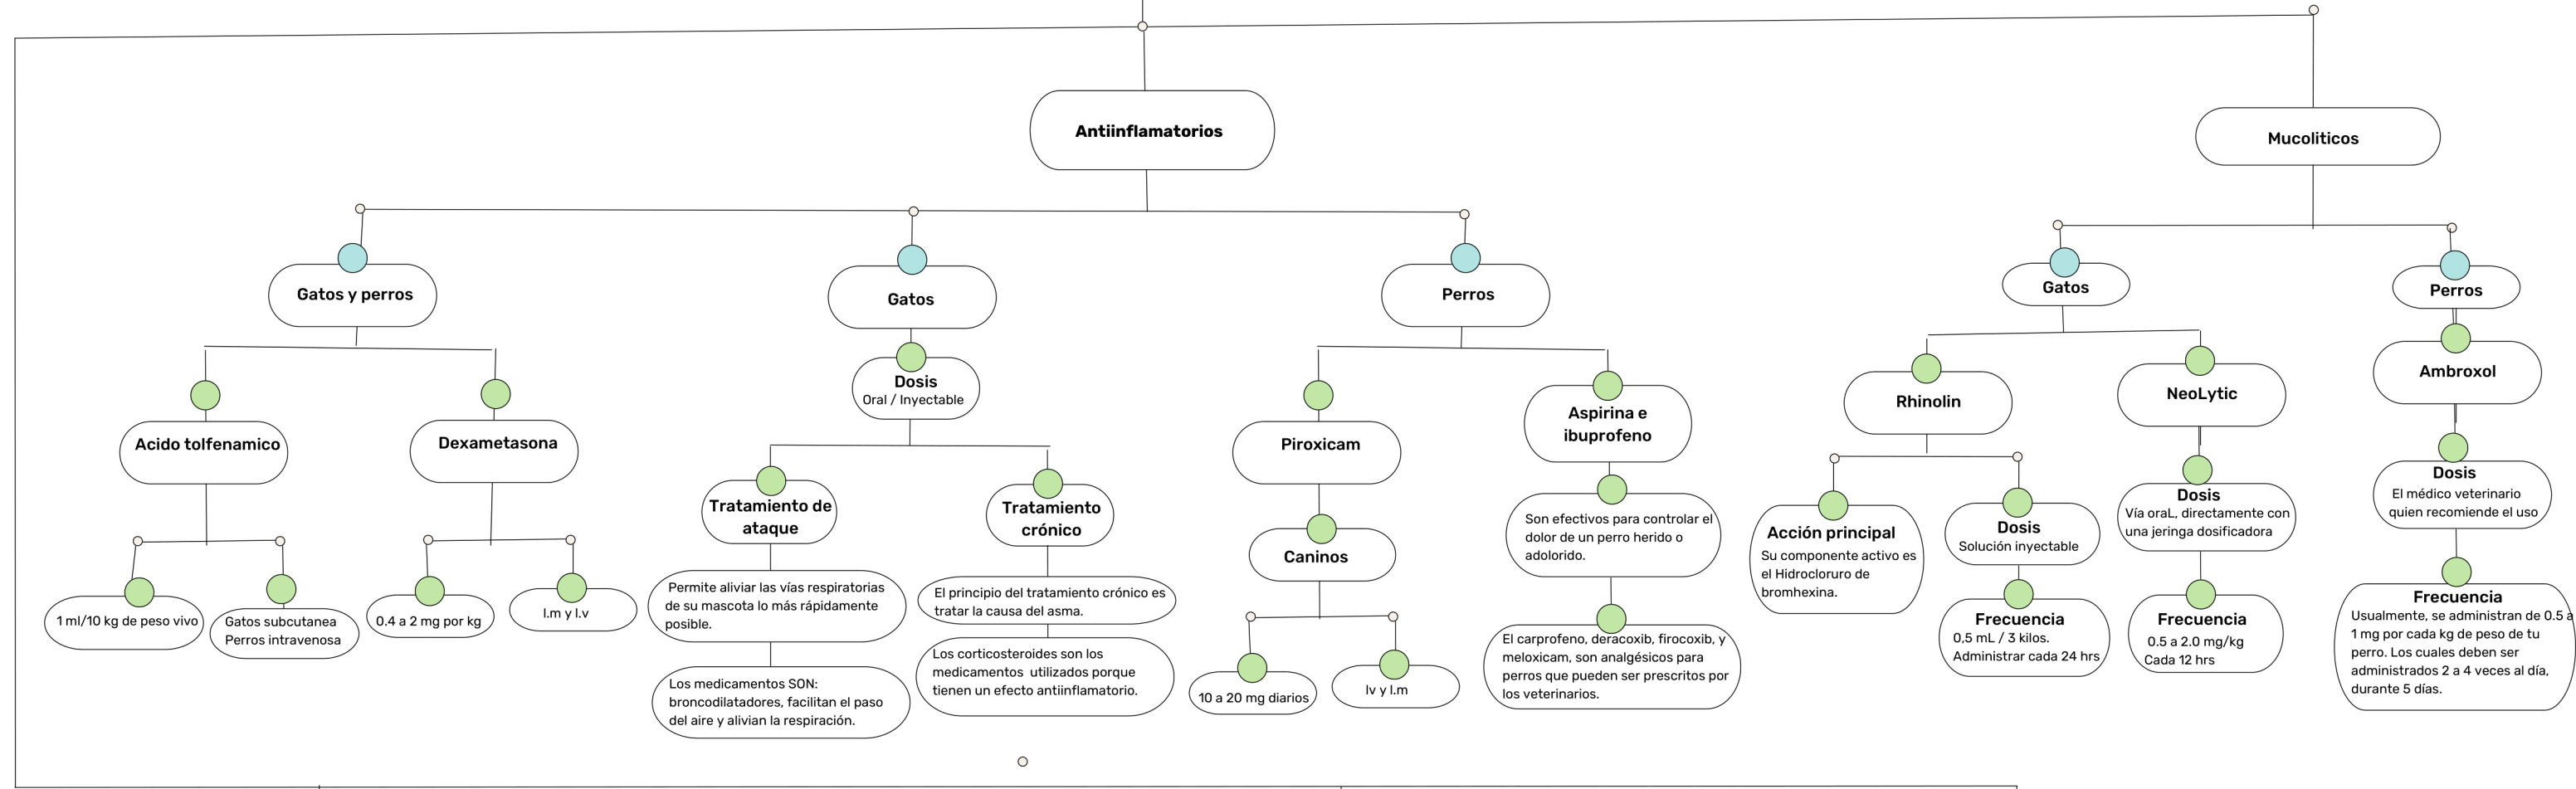 Antiinflamatorios
Gatos y perros
Acido tolfenamico
1 ml/10 kg de peso vivo
Gatos subcutanea
Perros intravenosa
Dexametasona
0.4 a 2 mg por kg
I.m y I.v
Gatos
Dosis
Oral / Inyectable
Tratamiento de
ataque
Permite aliviar las vías respiratorias
de su mascota lo más rápidamente
posible.
Los medicamentos SON:
broncodilatadores, facilitan el paso
del aire y alivian la respiración.
Tratamiento
crónico
El principio del tratamiento crónico es
tratar la causa del asma.
Los corticosteroides son los
medicamentos  utilizados porque
tienen un efecto antiinflamatorio.
Perros
Piroxicam
Caninos
10 a 20 mg diarios
Iv y I.m
Aspirina e
ibuprofeno
Son efectivos para controlar el
dolor de un perro herido o
adolorido.
El carprofeno, deracoxib, firocoxib, y
meloxicam, son analgésicos para
perros que pueden ser prescritos por
los veterinarios.
Mucoliticos
Gatos
Rhinolin
Acción principal
Su componente activo es
el Hidrocloruro de
bromhexina.
Dosis
Solución inyectable
Frecuencia
0,5 mL / 3 kilos.
Administrar cada 24 hrs
NeoLytic
Dosis
Vía oraL, directamente con
una jeringa dosificadora
Frecuencia
0.5 a 2.0 mg/kg
Cada 12 hrs
Perros
Ambroxol
Dosis
El médico veterinario
quien recomiende el uso
Frecuencia
Usualmente, se administran de 0.5 a
1 mg por cada kg de peso de tu
perro. Los cuales deben ser
administrados 2 a 4 veces al día,
durante 5 días.